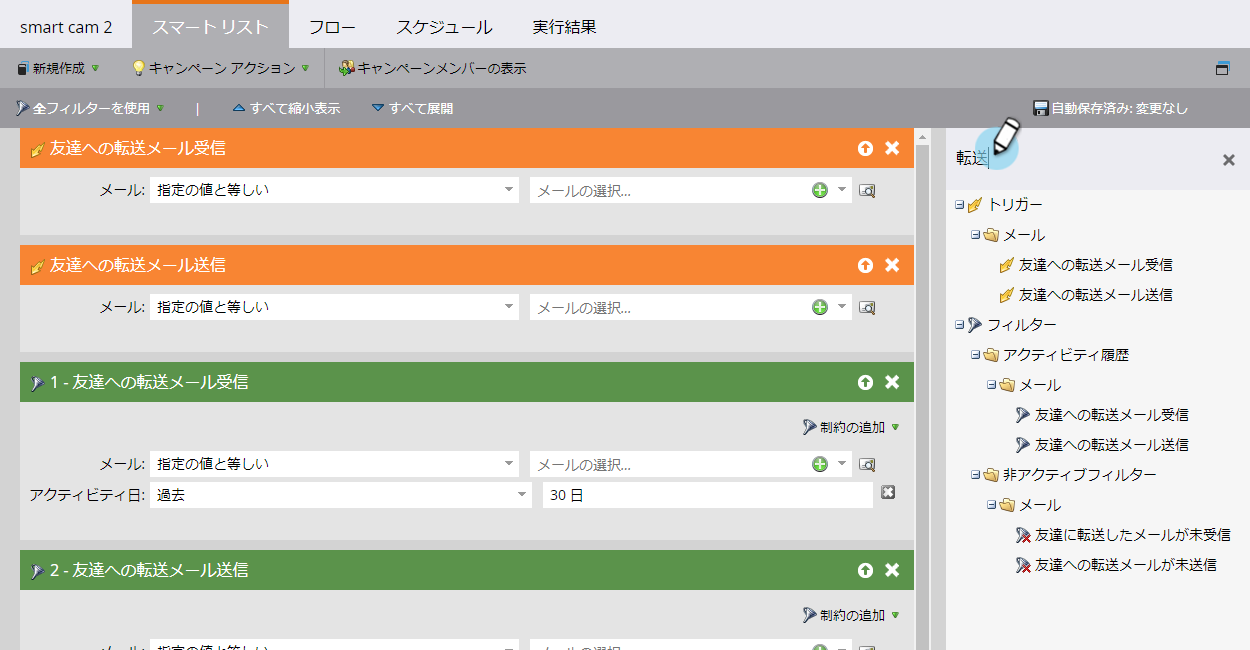 smart cam 2 スマート リスト フロー スケジュール 実行結果
新規作成 キャンペーン アクション キャンペーンメンバーの表示
全フィルターを使用 | すべて縮小表示 すべて展開 自動保存済み: 変更なし
友達への転送メール受信
メール: 指定の値と等しい メールの選択...
友達への転送メール送信
メール: 指定の値と等しい メールの選択...
1 - 友達への転送メール受信
制約の追加
メール: 指定の値と等しい メールの選択...
アクティビティ日: 過去 30 日
2 - 友達への転送メール送信
制約の追加
メール: 指定の値と等しい メールの選択...
転送
トリガー
メール
友達への転送メール受信
友達への転送メール送信
フィルター
アクティビティ履歴
メール
友達への転送メール受信
友達への転送メール送信
非アクティブフィルター
メール
友達に転送したメールが未受信
友達への転送メールが未送信